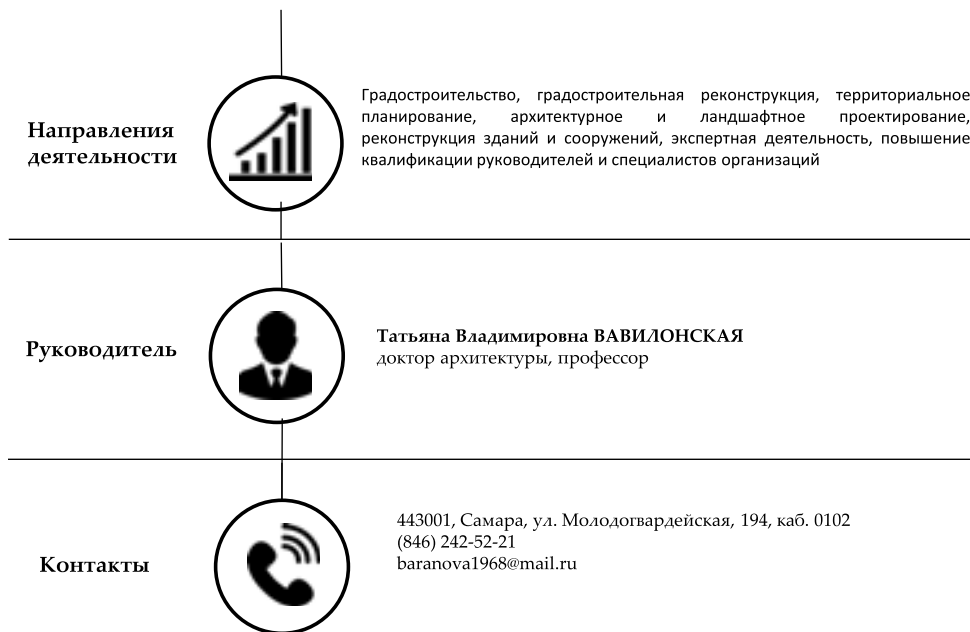 Направления
деятельности
Градостроительство, градостроительная реконструкция, территориальное
планирование, архитектурное и ландшафтное проектирование,
реконструкция зданий и сооружений, экспертная деятельность, повышение
квалификации руководителей и специалистов организаций
Руководитель
Татьяна Владимировна ВАВИЛОНСКАЯ
доктор архитектуры, профессор
Контакты
443001, Самара, ул. Молодогвардейская, 194, каб. 0102
(846) 242-52-21
baranova1968@mail.ru